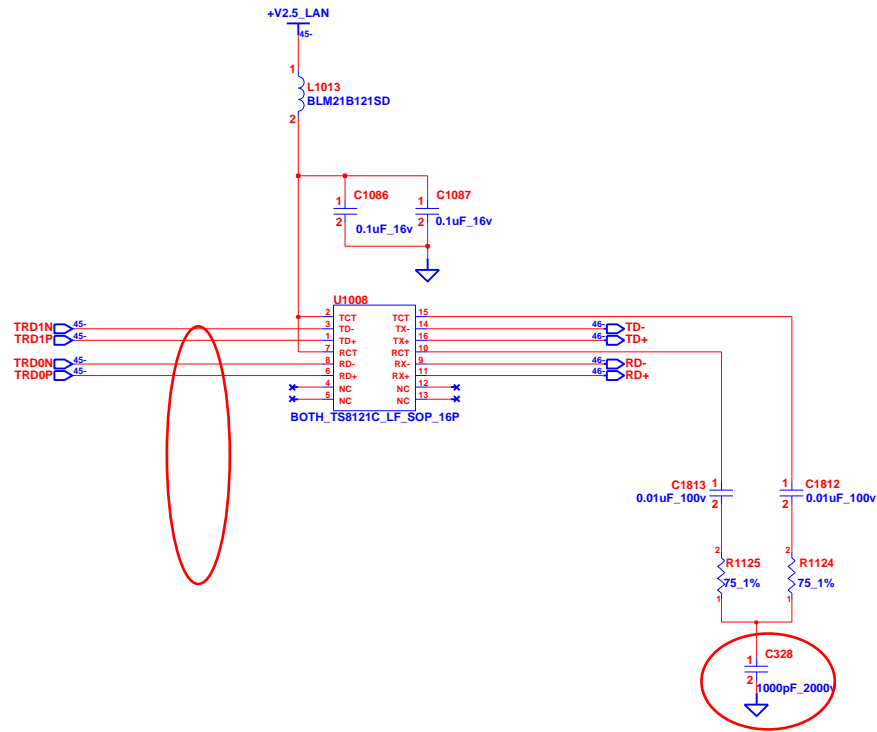 +V2.5_LAN
45-
1
L1013
BLM21B121SD
2
C1086
C1087
1
1
2
2
0.1uF_16v
0.1uF_16v
U1008
2 TCT TCT 15
TRD1N 45- 3 TD- TX- 14 46- TD-
TRD1P 45- 1 TD+ TX+ 16 46- TD+
7 RCT RCT 10
TRD0N 45- 8 RD- RX- 9 46- RD-
TRD0P 45- 6 RD+ RX+ 11 46- RD+
4 NC NC 12
5 NC NC 13
BOTH_TS8121C_LF_SOP_16P
C1813 1
1 C1812
0.01uF_100v 2
2 0.01uF_100v
2
2
R1125
R1124
75_1%
75_1%
1
1
C328
1
2
1000pF_2000v